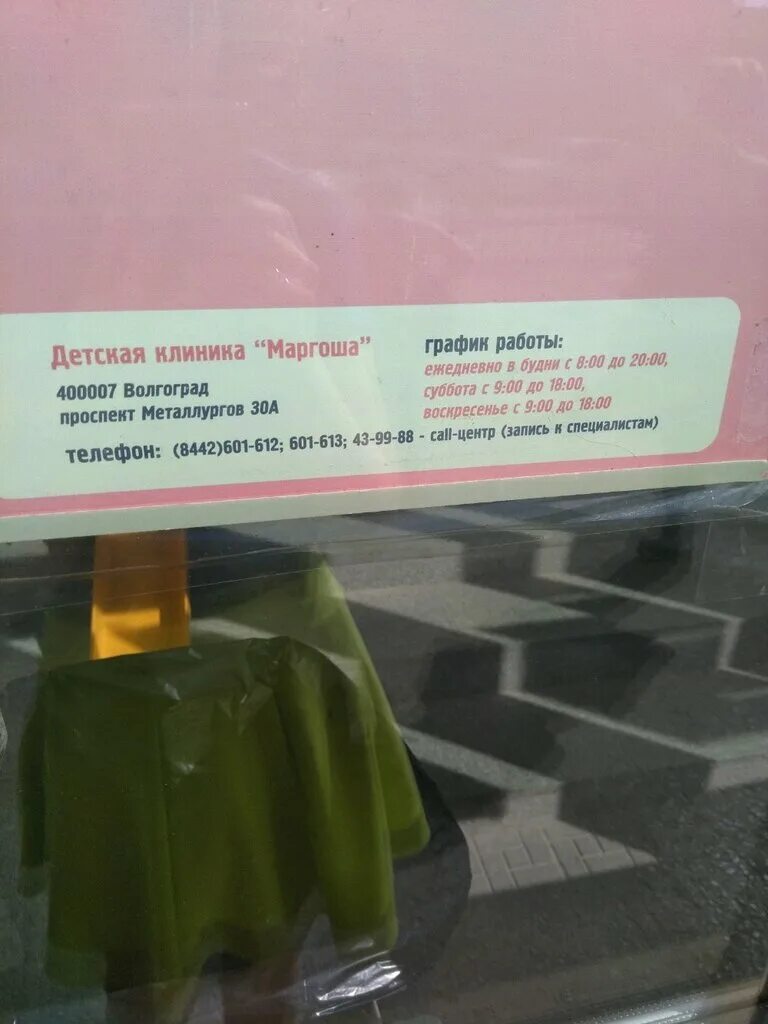 Детская клиника “Маргоша”
400007 Волгоград
проспект Металлургов 30А
график работы:
ежедневно в будни с 8:00 до 20:00,
суббота с 9:00 до 18:00,
воскресенье с 9:00 до 18:00
телефон: (8442)601-612; 601-613; 43-99-88 - call-центр (запись к специалистам)